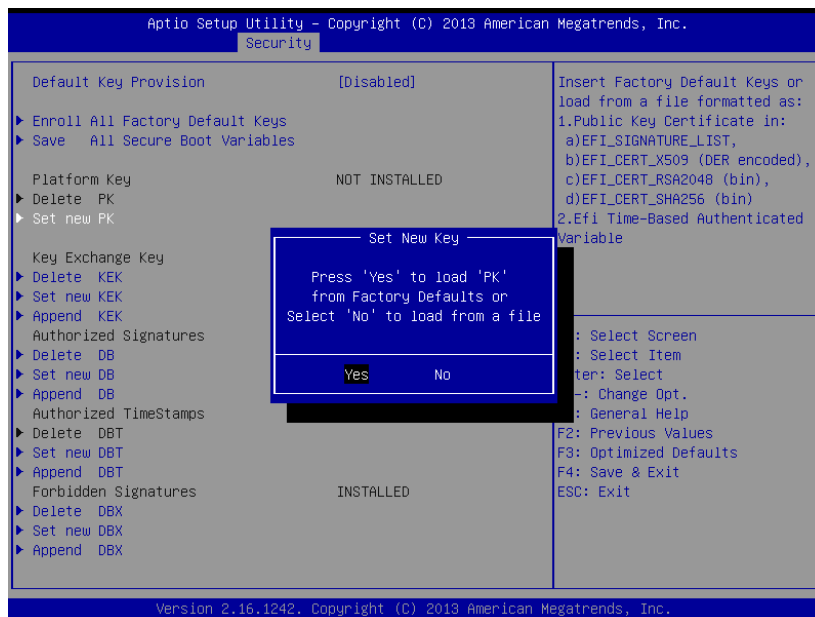 Aptio Setup Utility – Copyright (C) 2013 American Megatrends, Inc.
Security
Default Key Provision [Disabled]
Enroll All Factory Default Keys
Save All Secure Boot Variables
Platform Key NOT INSTALLED
Delete PK
Set new PK
Key Exchange Key
Delete KEK
Set new KEK
Append KEK
Authorized Signatures
Delete DB
Set new DB
Append DB
Authorized TimeStamps
Delete DBT
Set new DBT
Append DBT
Forbidden Signatures INSTALLED
Delete DBX
Set new DBX
Append DBX
Set New Key
Press 'Yes' to load 'PK'
from Factory Defaults or
Select 'No' to load from a file
Yes No
Insert Factory Default Keys or
load from a file formatted as:
1.Public Key Certificate in:
a)EFI_SIGNATURE_LIST,
b)EFI_CERT_X509 (DER encoded),
c)EFI_CERT_RSA2048 (bin),
d)EFI_CERT_SHA256 (bin)
2.Efi Time-Based Authenticated
Variable
: Select Screen
: Select Item
ter: Select
-: Change Opt.
: General Help
F2: Previous Values
F3: Optimized Defaults
F4: Save & Exit
ESC: Exit
Version 2.16.1242. Copyright (C) 2013 American Megatrends, Inc.